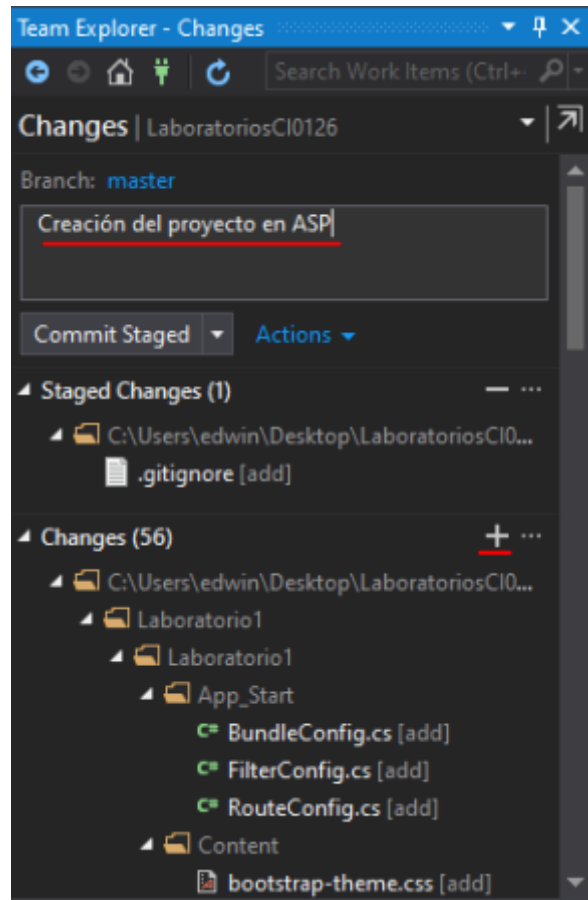 Team Explorer - Changes
Search Work Items (Ctrl+
Changes | LaboratoriosCI0126
Branch: master
Creación del proyecto en ASP
Commit Staged Actions
Staged Changes (1)
C:\Users\edwin\Desktop\LaboratoriosCI0...
.gitignore [add]
Changes (56)
C:\Users\edwin\Desktop\LaboratoriosCI0...
Laboratorio1
Laboratorio1
App_Start
C# BundleConfig.cs [add]
C# FilterConfig.cs [add]
C# RouteConfig.cs [add]
Content
bootstrap-theme.css [add]